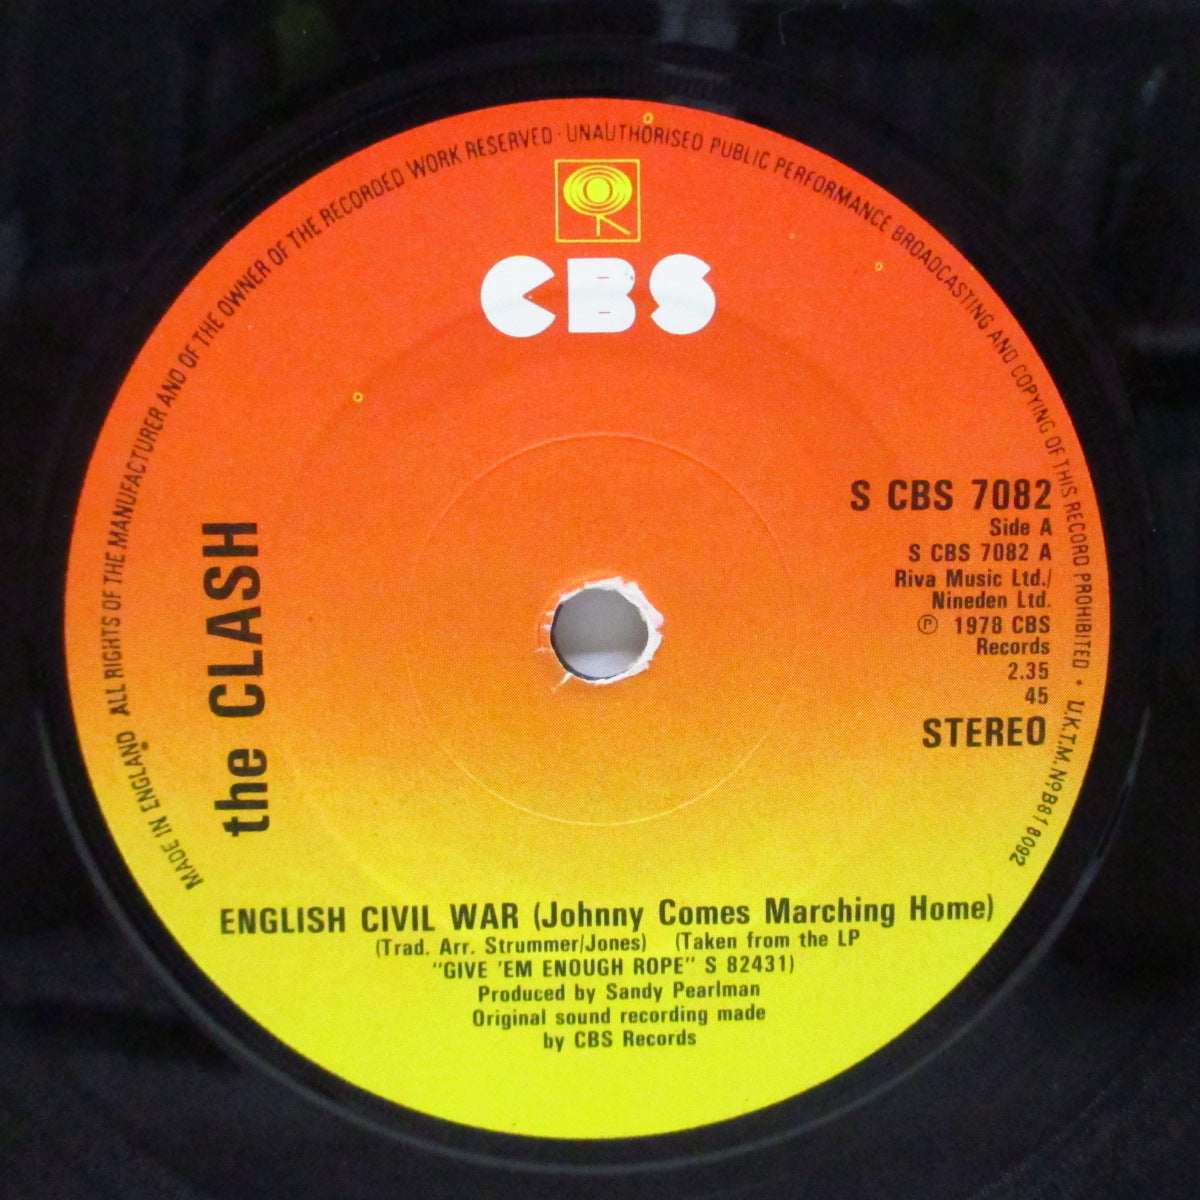 ALL RIGHTS OF THE MANUFACTURER AND OF THE OWNER OF THE RECORDED WORK RESERVED · UNAUTHORISED PUBLIC PERFORMANCE BROADCASTING AND COPYING OF THIS RECORD PROHIBITED · U.K.T.M. Nº B618092
MADE IN ENGLAND
CBS
the CLASH
S CBS 7082
Side A
S CBS 7082 A
Riva Music Ltd./
Nineden Ltd.
Ⓟ 1978 CBS
Records
2.35
45
STEREO
ENGLISH CIVIL WAR (Johnny Comes Marching Home)
(Trad. Arr. Strummer/Jones) (Taken from the LP
"GIVE 'EM ENOUGH ROPE" S 82431)
Produced by Sandy Pearlman
Original sound recording made
by CBS Records